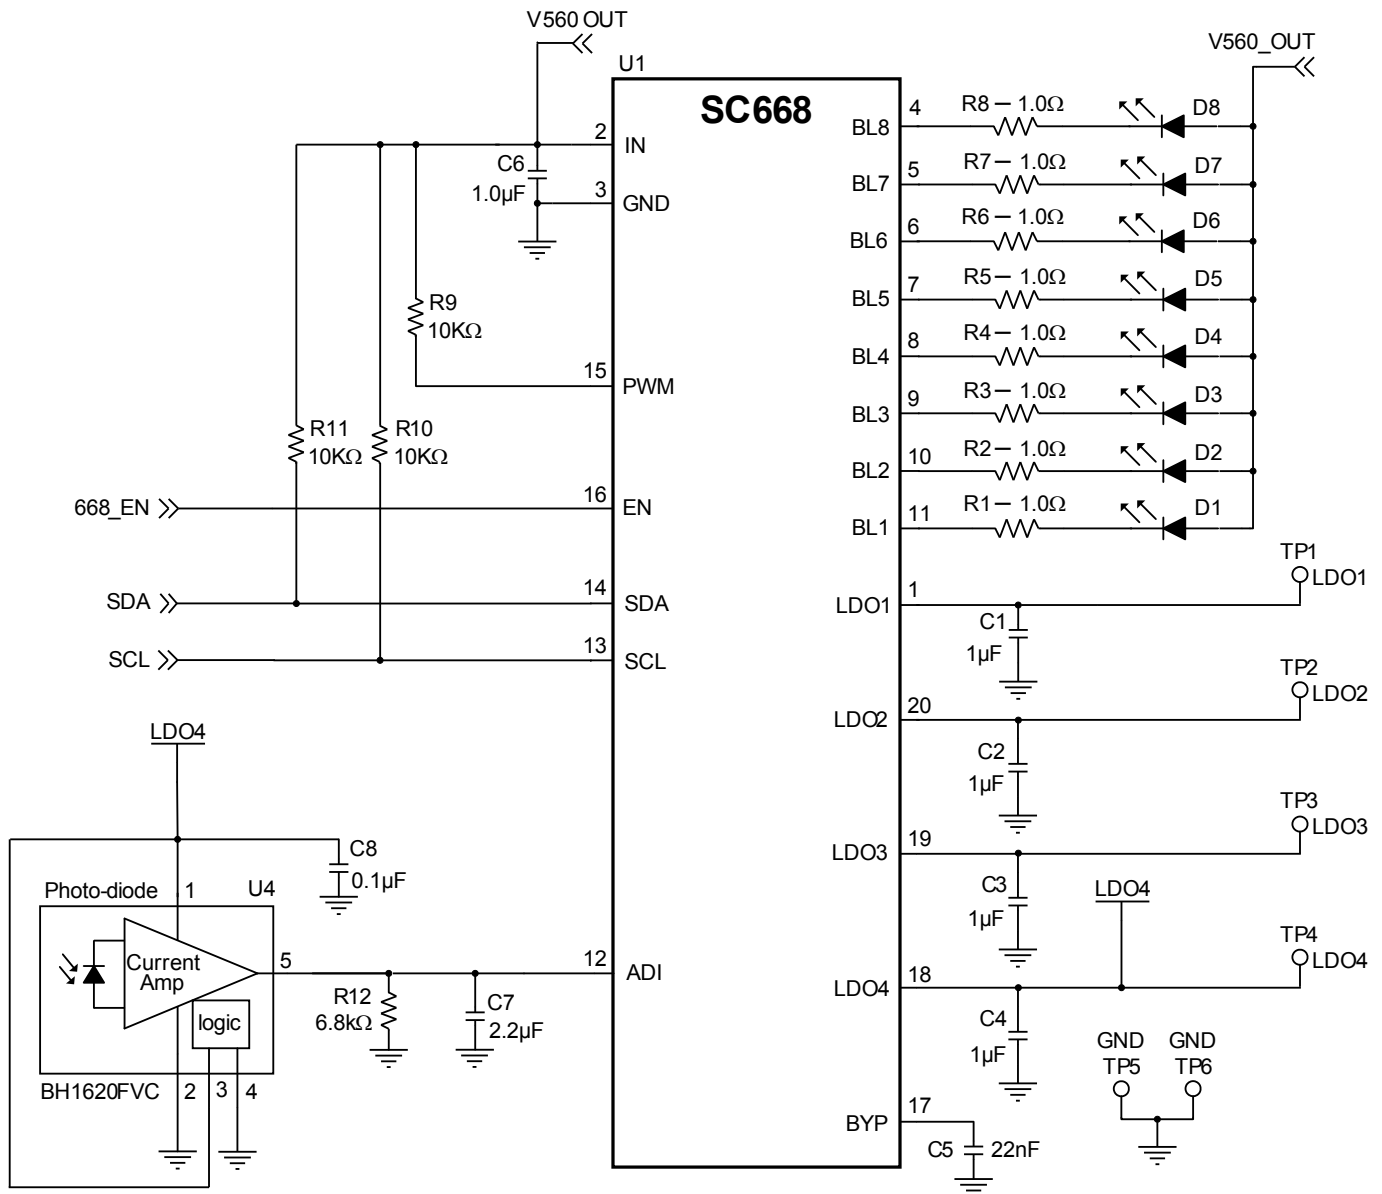 V560 OUT
V560_OUT
U1
SC668
2 IN
C6
1.0µF
3 GND
R9
10KΩ
15 PWM
R11
10KΩ
R10
10KΩ
668_EN
16 EN
SDA
14 SDA
SCL
13 SCL
LDO4
C8
0.1µF
Photo-diode
1
U4
Current
Amp
logic
5
12 ADI
R12
6.8kΩ
C7
2.2µF
BH1620FVC
2 3 4
BL8 4 R8 – 1.0Ω D8
BL7 5 R7 – 1.0Ω D7
BL6 6 R6 – 1.0Ω D6
BL5 7 R5 – 1.0Ω D5
BL4 8 R4 – 1.0Ω D4
BL3 9 R3 – 1.0Ω D3
BL2 10 R2 – 1.0Ω D2
BL1 11 R1 – 1.0Ω D1
TP1
LDO1
LDO1 1
C1
1µF
TP2
LDO2
LDO2 20
C2
1µF
TP3
LDO3
LDO3 19
C3
1µF
LDO4
TP4
LDO4
LDO4 18
C4
1µF
GND GND
TP5 TP6
BYP 17
C5 22nF